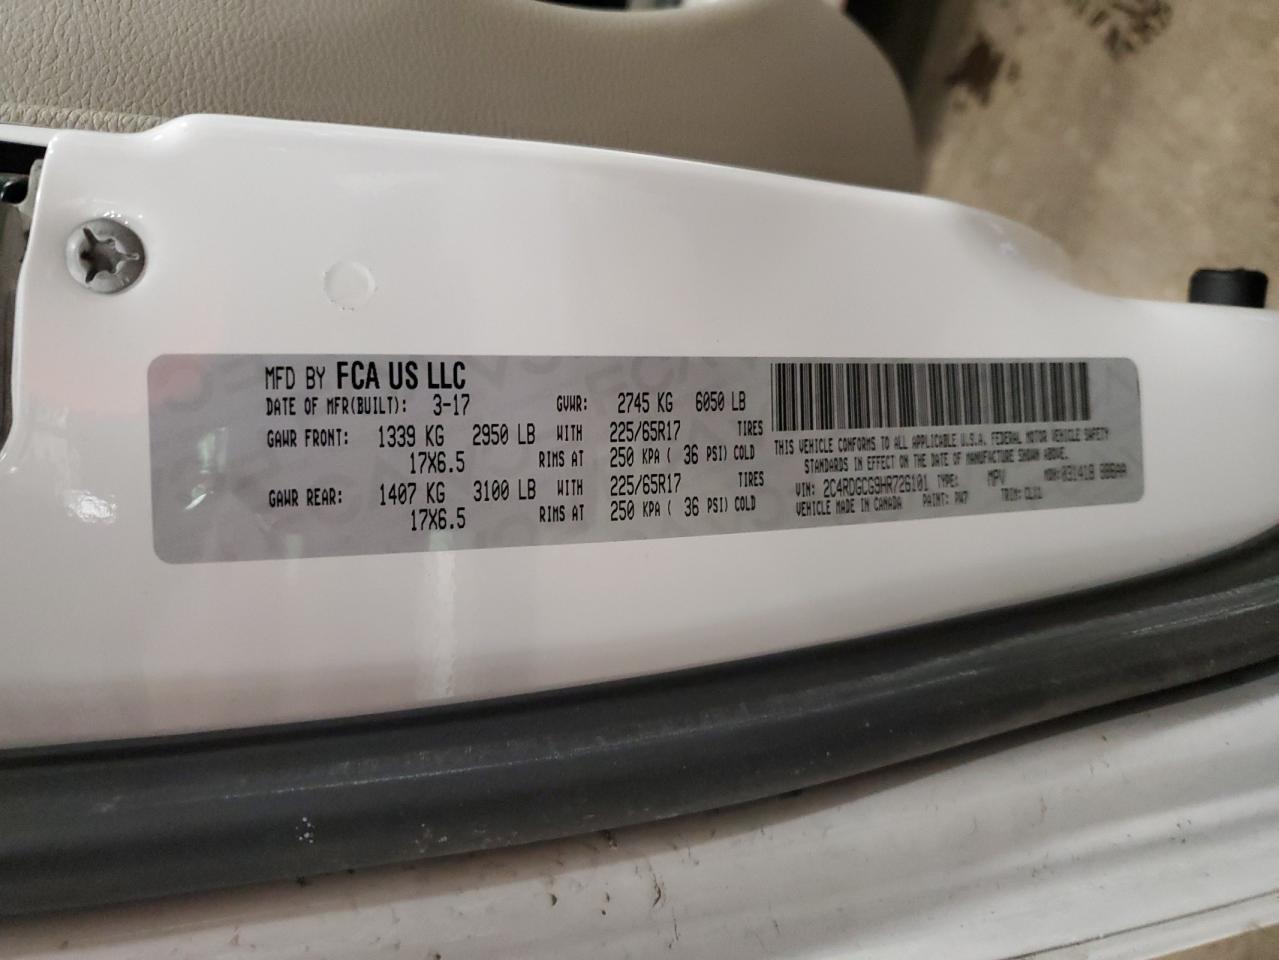 MFD BY FCA US LLC
DATE OF MFR(BUILT): 3-17 GVWR: 2745 KG 6050 LB
GAWR FRONT: 1339 KG 2950 LB WITH 225/65R17 TIRES
17X6.5 RIMS AT 250 KPA ( 36 PSI) COLD
GAWR REAR: 1407 KG 3100 LB WITH 225/65R17 TIRES
17X6.5 RIMS AT 250 KPA ( 36 PSI) COLD
THIS VEHICLE CONFORMS TO ALL APPLICABLE U.S.A. FEDERAL MOTOR VEHICLE SAFETY
STANDARDS IN EFFECT ON THE DATE OF MANUFACTURE SHOWN ABOVE.
VIN: 2C4RDGCG9HR726101 TYPE: MPV MDH:
VEHICLE MADE IN CANADA PAINT: PW7 TRIM: